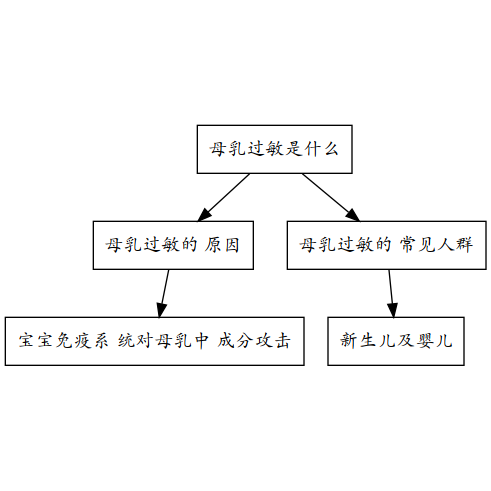 母乳过敏是什么
母乳过敏的 原因
母乳过敏的 常见人群
宝宝免疫系 统对母乳中 成分攻击
新生儿及婴儿